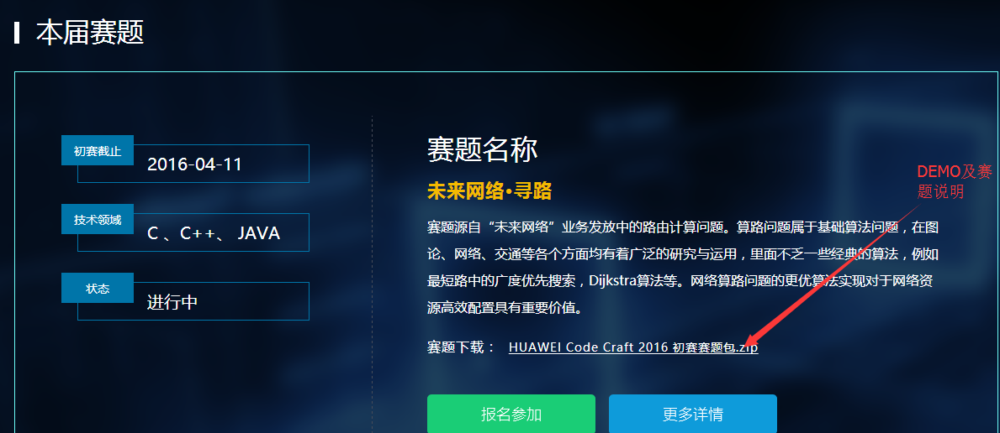 本届赛题
初赛截止
2016-04-11
技术领域
C 、C++、 JAVA
状态
进行中
赛题名称
未来网络·寻路
赛题源自“未来网络”业务发放中的路由计算问题。算路问题属于基础算法问题，在图
论、网络、交通等各个方面均有着广泛的研究与运用，里面不乏一些经典的算法，例如
最短路中的广度优先搜索，Dijkstra算法等。网络算路问题的更优算法实现对于网络资
源高效配置具有重要价值。
赛题下载： HUAWEI Code Craft 2016 初赛赛题包.zip
报名参加
更多详情
DEMO及赛
题说明